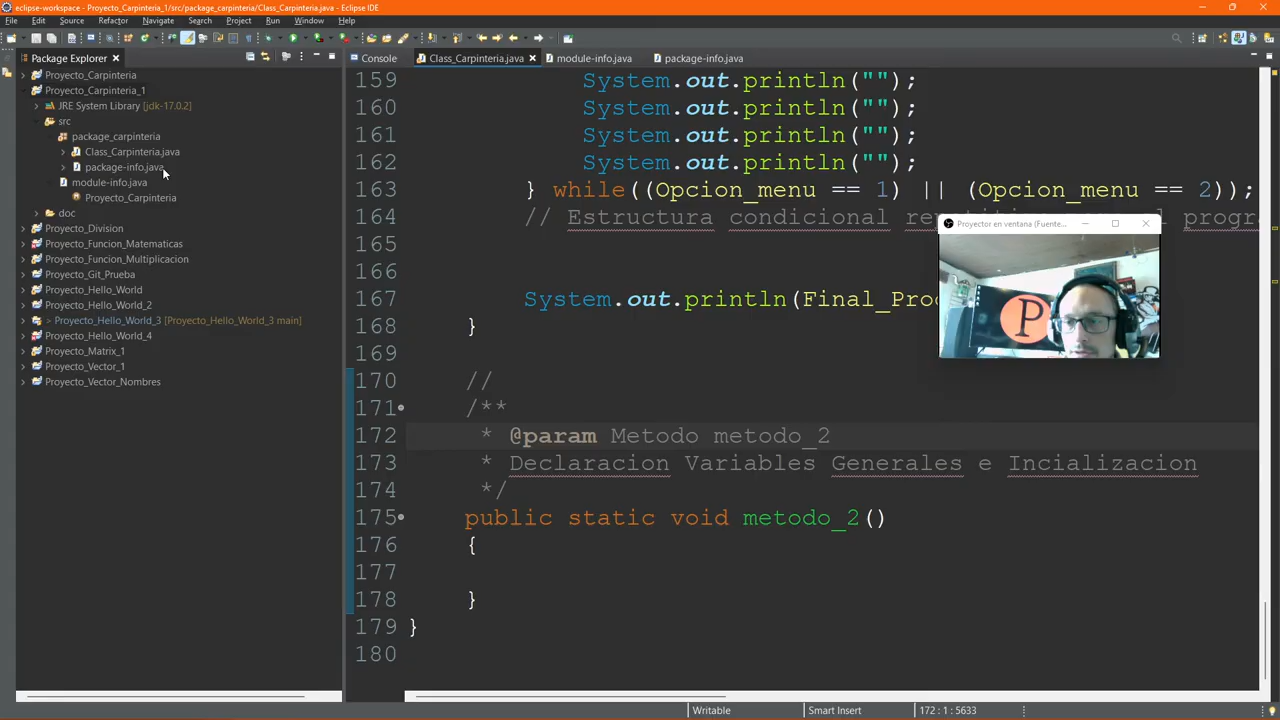 eclipse-workspace - Proyecto_Carpinteria_1/src/package_carpinteria/Class_Carpinteria.java - Eclipse IDE
File Edit Source Refactor Navigate Search Project Run Window Help
Package Explorer
Console
Class_Carpinteria.java
module-info.java
package-info.java
Proyecto_Carpinteria
Proyecto_Carpinteria_1
JRE System Library [jdk-17.0.2]
src
package_carpinteria
Class_Carpinteria.java
package-info.java
module-info.java
Proyecto_Carpinteria
doc
Proyecto_Division
Proyecto_Funcion_Matematicas
Proyecto_Funcion_Multiplicacion
Proyecto_Git_Prueba
Proyecto_Hello_World
Proyecto_Hello_World_2
> Proyecto_Hello_World_3 [Proyecto_Hello_World_3 main]
Proyecto_Hello_World_4
Proyecto_Matrix_1
Proyecto_Vector_1
Proyecto_Vector_Nombres
159 System.out.println("");
160 System.out.println("");
161 System.out.println("");
162 System.out.println("");
163 } while((Opcion_menu == 1) || (Opcion_menu == 2));
164 // Estructura condicional
165
166
167 System.out.println(Final_
168 }
169
170 //
171 /**
172 * @param Metodo metodo_2
173 * Declaracion Variables Generales e Incializacion
174 */
175 public static void metodo_2()
176 {
177
178 }
179 }
180
Proyector en ventana (Fuente...
P
Writable
Smart Insert
172 : 1 : 5633